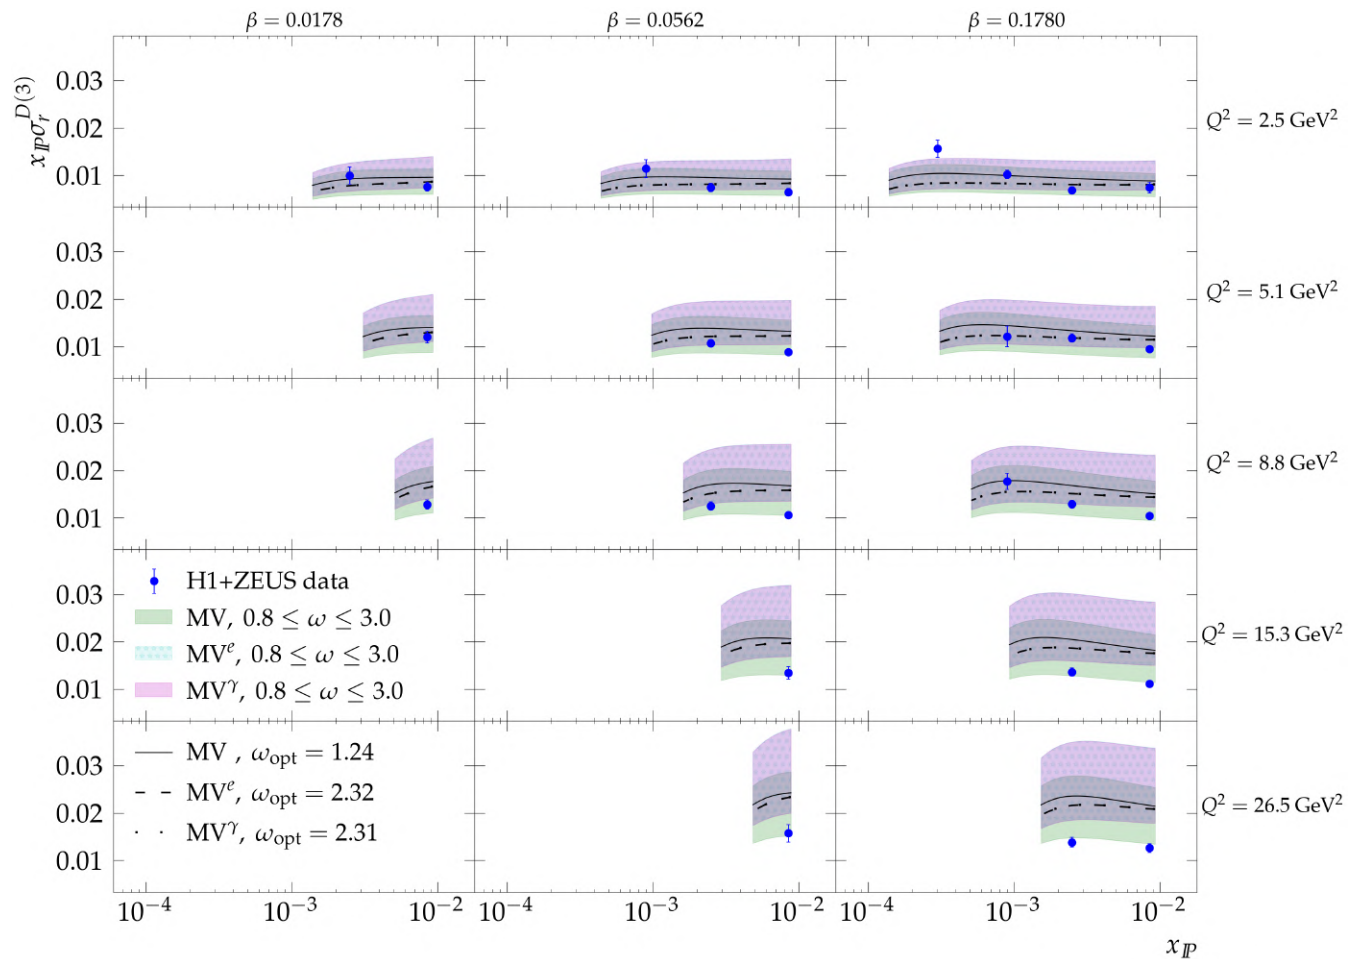 β = 0.0178 β = 0.0562 β = 0.1780
x_ℙσ_r^{D(3)}
0.03
0.02
0.01
Q² = 2.5 GeV²
0.03
0.02
0.01
Q² = 5.1 GeV²
0.03
0.02
0.01
Q² = 8.8 GeV²
0.03
0.02
0.01
H1+ZEUS data
MV, 0.8 ≤ ω ≤ 3.0
MVᵉ, 0.8 ≤ ω ≤ 3.0
MVᵞ, 0.8 ≤ ω ≤ 3.0
Q² = 15.3 GeV²
0.03
0.02
0.01
MV , ω_opt = 1.24
MVᵉ, ω_opt = 2.32
MVᵞ, ω_opt = 2.31
Q² = 26.5 GeV²
10⁻⁴ 10⁻³ 10⁻² 10⁻⁴ 10⁻³ 10⁻² 10⁻⁴ 10⁻³ 10⁻²
x_ℙ